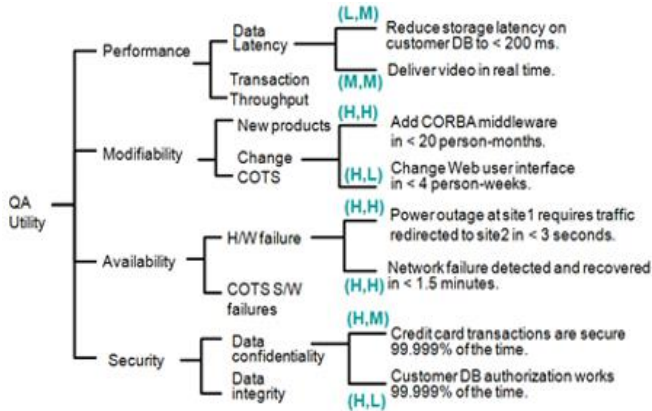 QA
Utility
Performance
Data
Latency
Transaction
Throughput
(L,M)
Reduce storage latency on
customer DB to < 200 ms.
Deliver video in real time.
(M,M)
Modifiability
New products
Change
COTS
(H,H)
Add CORBA middleware
in < 20 person-months.
(H,L)
Change Web user interface
in < 4 person-weeks.
Availability
H/W failure
COTS S/W
failures
(H,H)
Power outage at site1 requires traffic
redirected to site2 in < 3 seconds.
Network failure detected and recovered
in < 1.5 minutes.
(H,H)
Security
Data
confidentiality
Data
integrity
(H,M)
Credit card transactions are secure
99.999% of the time.
Customer DB authorization works
99.999% of the time.
(H,L)